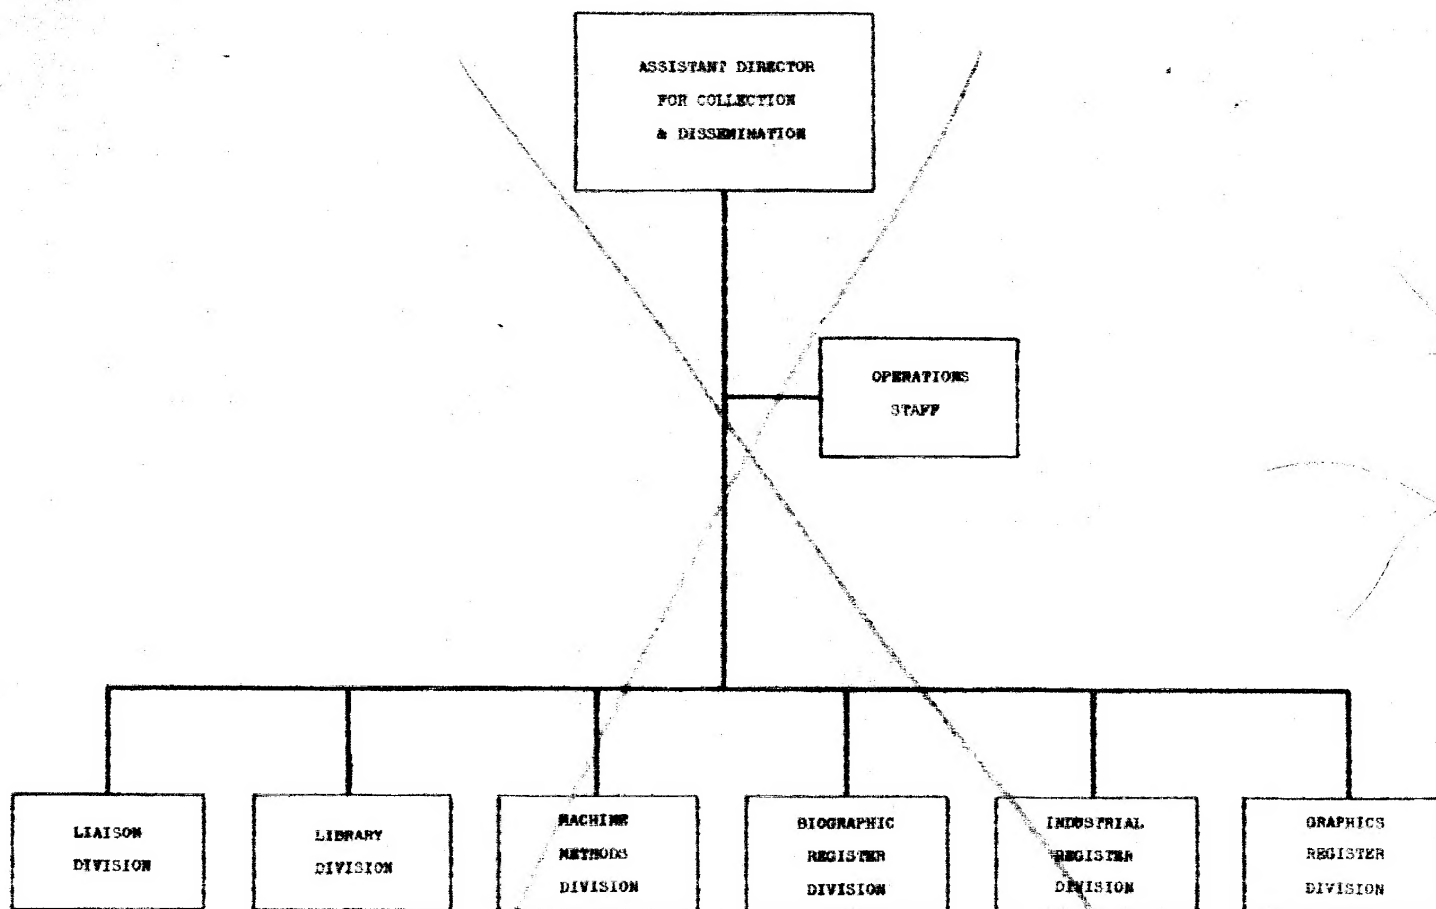 ASSISTANT DIRECTOR
FOR COLLECTION
& DISSEMINATION
OPERATIONS
STAFF
LIAISON
DIVISION
LIBRARY
DIVISION
MACHINE
METHODS
DIVISION
BIOGRAPHIC
REGISTER
DIVISION
INDUSTRIAL
REGISTER
DIVISION
GRAPHICS
REGISTER
DIVISION